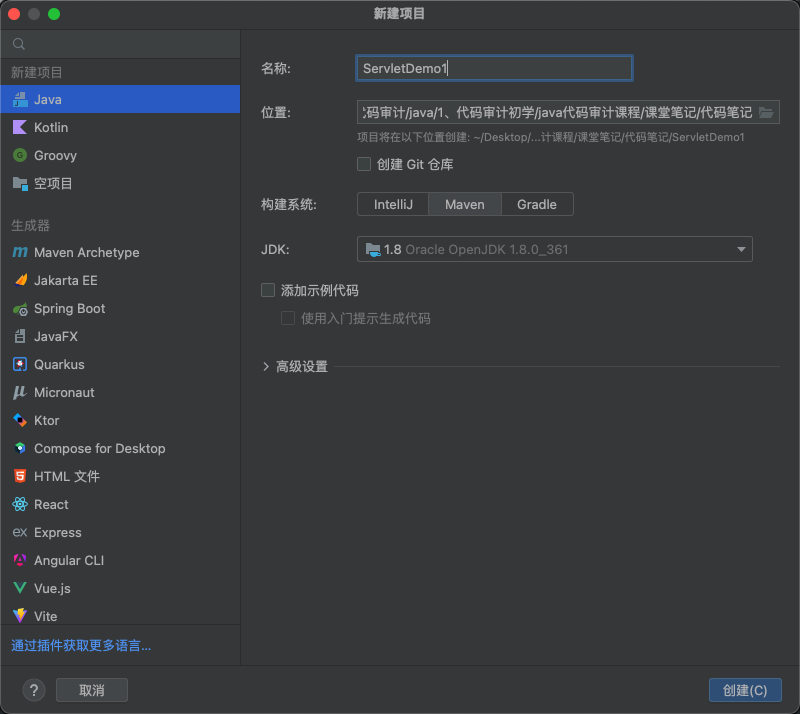 新建项目
新建项目
Java
Kotlin
Groovy
空项目
生成器
Maven Archetype
Jakarta EE
Spring Boot
JavaFX
Quarkus
Micronaut
Ktor
Compose for Desktop
HTML 文件
React
Express
Angular CLI
Vue.js
Vite
通过插件获取更多语言...
名称:
ServletDemo1
位置:
码审计/java/1、代码审计初学/java代码审计课程/课堂笔记/代码笔记
项目将在以下位置创建: ~/Desktop/...计课程/课堂笔记/代码笔记/ServletDemo1
创建 Git 仓库
构建系统:
IntelliJ
Maven
Gradle
JDK:
1.8 Oracle OpenJDK 1.8.0_361
添加示例代码
使用入门提示生成代码
高级设置
?
取消
创建(C)